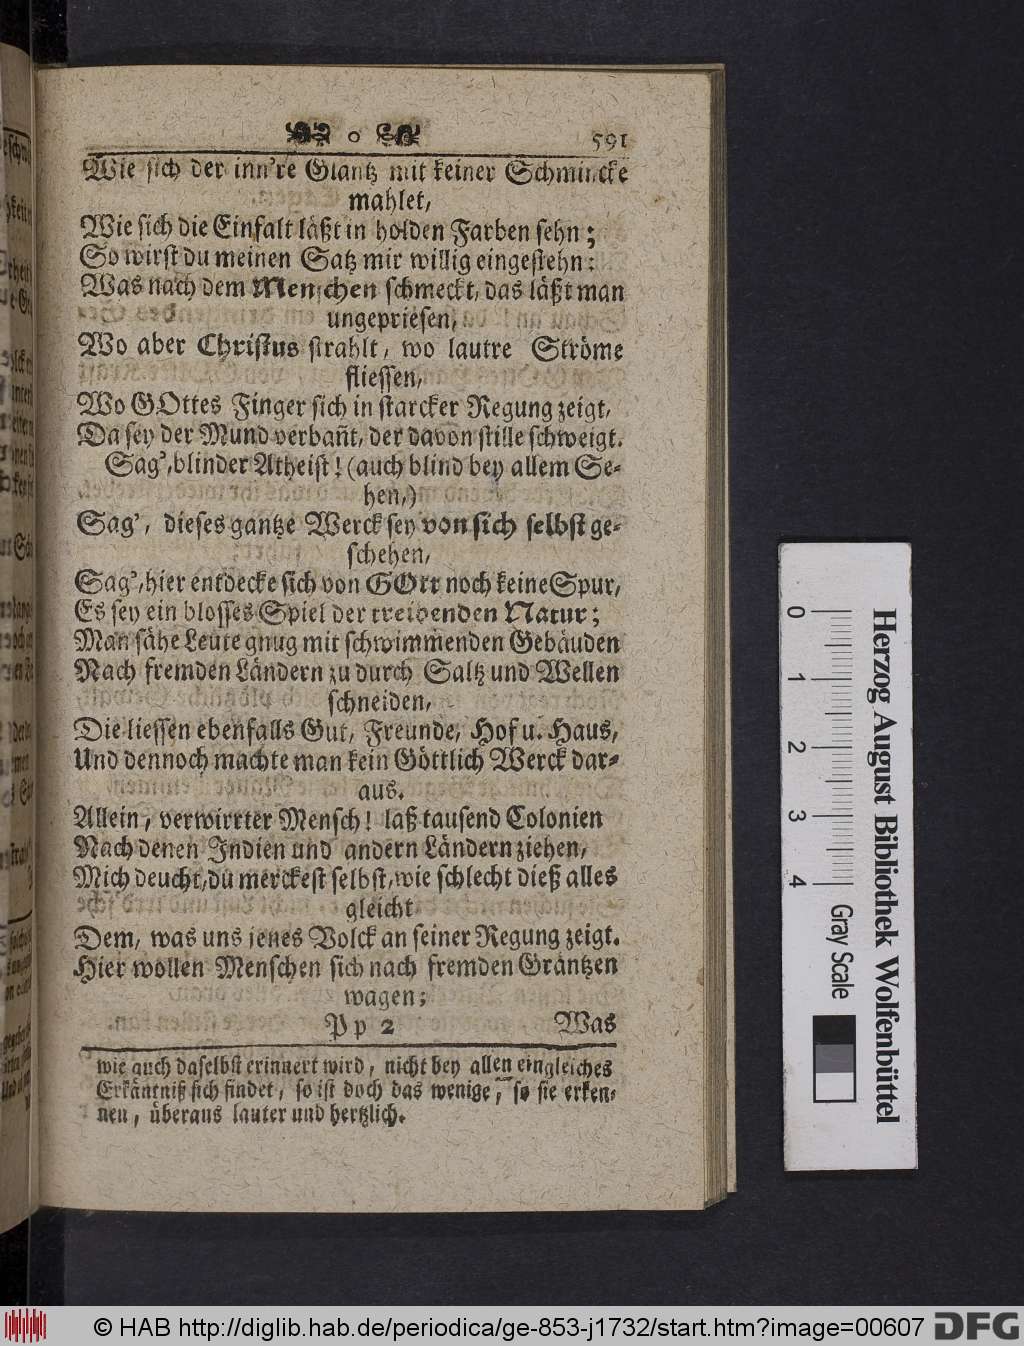 o 591
Wie sich der inn're Glantz mit keiner Schmincke
mahlet,
Wie sich die Einfalt läßt in holden Farben sehn;
So wirst du meinen Satz mir willig eingestehn:
Was nach dem Menschen schmeckt, das läßt man
ungepriesen,
Wo aber Christus strahlt, wo lautre Ströme
fliessen,
Wo GOttes Finger sich in starcker Regung zeigt,
Da sey der Mund verbañt, der davon stille schweigt.
Sag', blinder Atheist! (auch blind bey allem Se-
hen,)
Sag', dieses gantze Werck sey von sich selbst ge-
schehen,
Sag', hier entdecke sich von GOtt noch keine Spur,
Es sey ein blosses Spiel der treibenden Natur;
Man sähe Leute gnug mit schwimmenden Gebäuden
Nach fremden Ländern zu durch Saltz und Wellen
schneiden,
Die liessen ebenfalls Gut, Freunde, Hof u. Haus,
Und dennoch machte man kein Göttlich Werck dar-
aus.
Allein, verwirrter Mensch! laß tausend Colonien
Nach denen Indien und andern Ländern ziehen,
Mich deucht, du merckest selbst, wie schlecht dieß alles
gleicht
Dem, was uns jenes Volck an seiner Regung zeigt.
Hier wollen Menschen sich nach fremden Gräntzen
wagen;
Pp 2 Was
wie auch daselbst erinnert wird, nicht bey allen ein gleiches
Erkäntniß sich findet, so ist doch das wenige, so sie erken-
nen, überaus lauter und hertzlich.
0 1 2 3 4
Gray Scale
Herzog August Bibliothek Wolfenbüttel
© HAB http://diglib.hab.de/periodica/ge-853-j1732/start.htm?image=00607
DFG